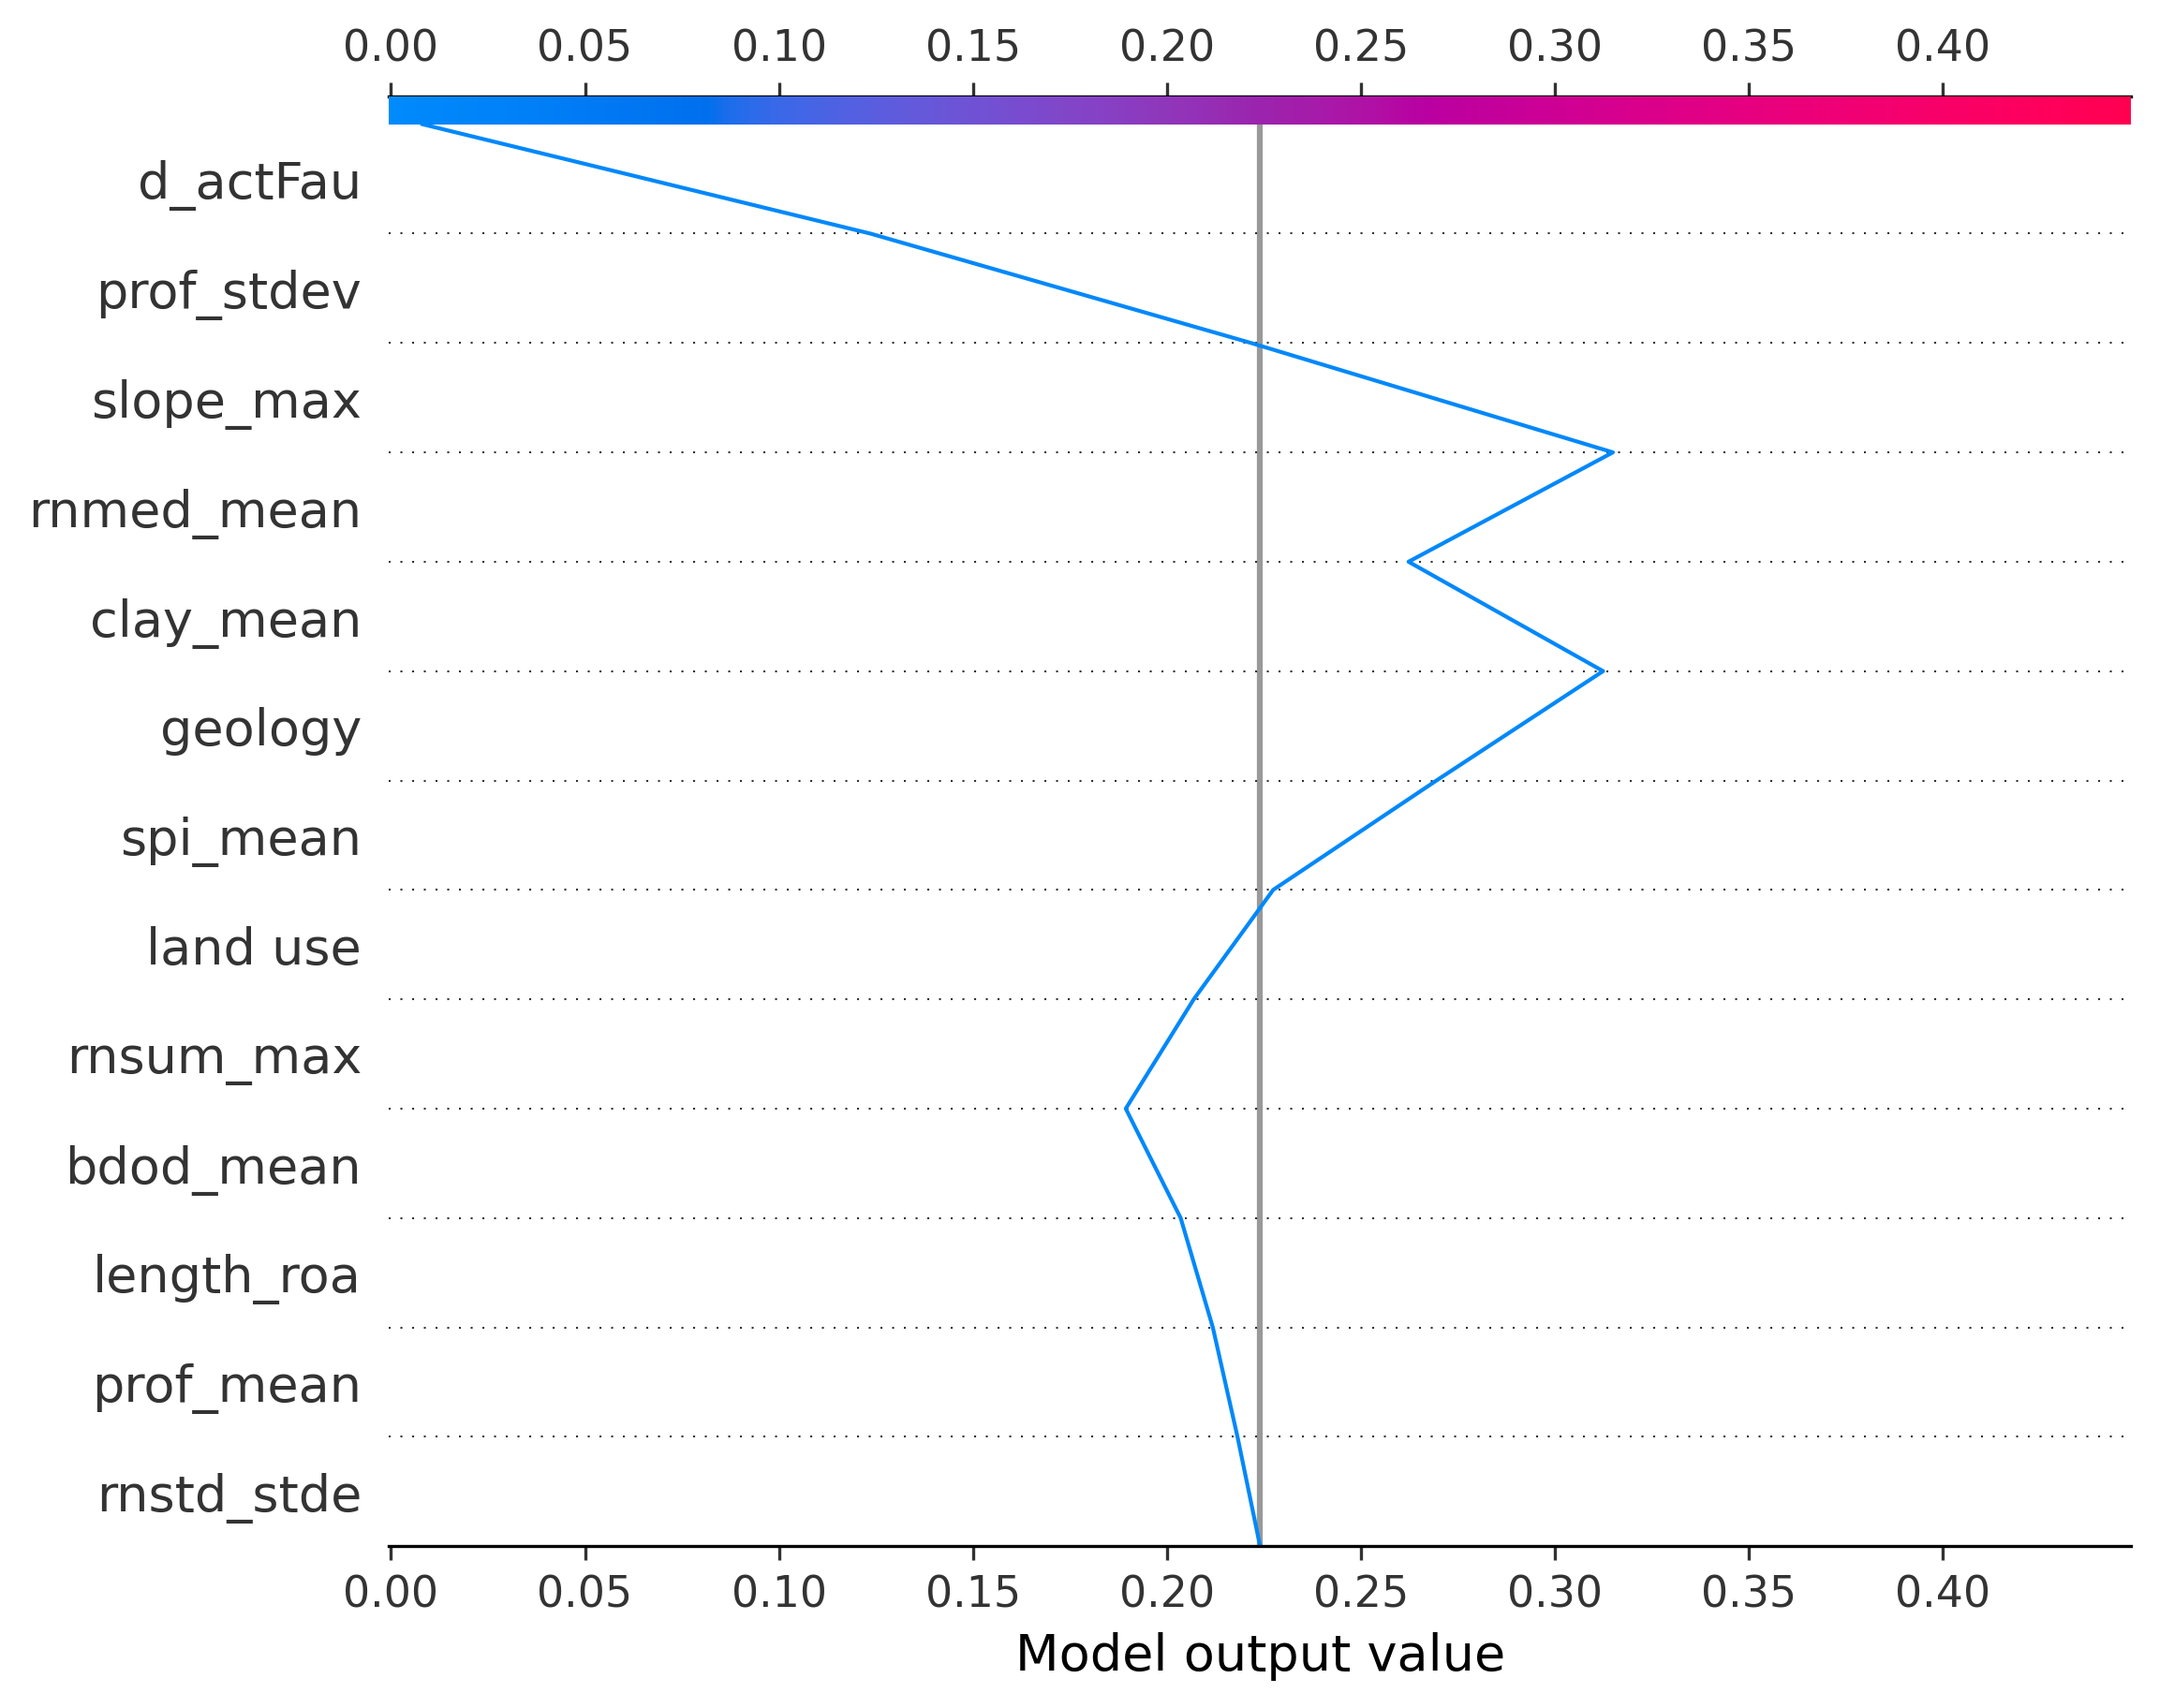 0.00 0.05 0.10 0.15 0.20 0.25 0.30 0.35 0.40
d_actFau
prof_stdev
slope_max
rnmed_mean
clay_mean
geology
spi_mean
land use
rnsum_max
bdod_mean
length_roa
prof_mean
rnstd_stde
0.00 0.05 0.10 0.15 0.20 0.25 0.30 0.35 0.40
Model output value